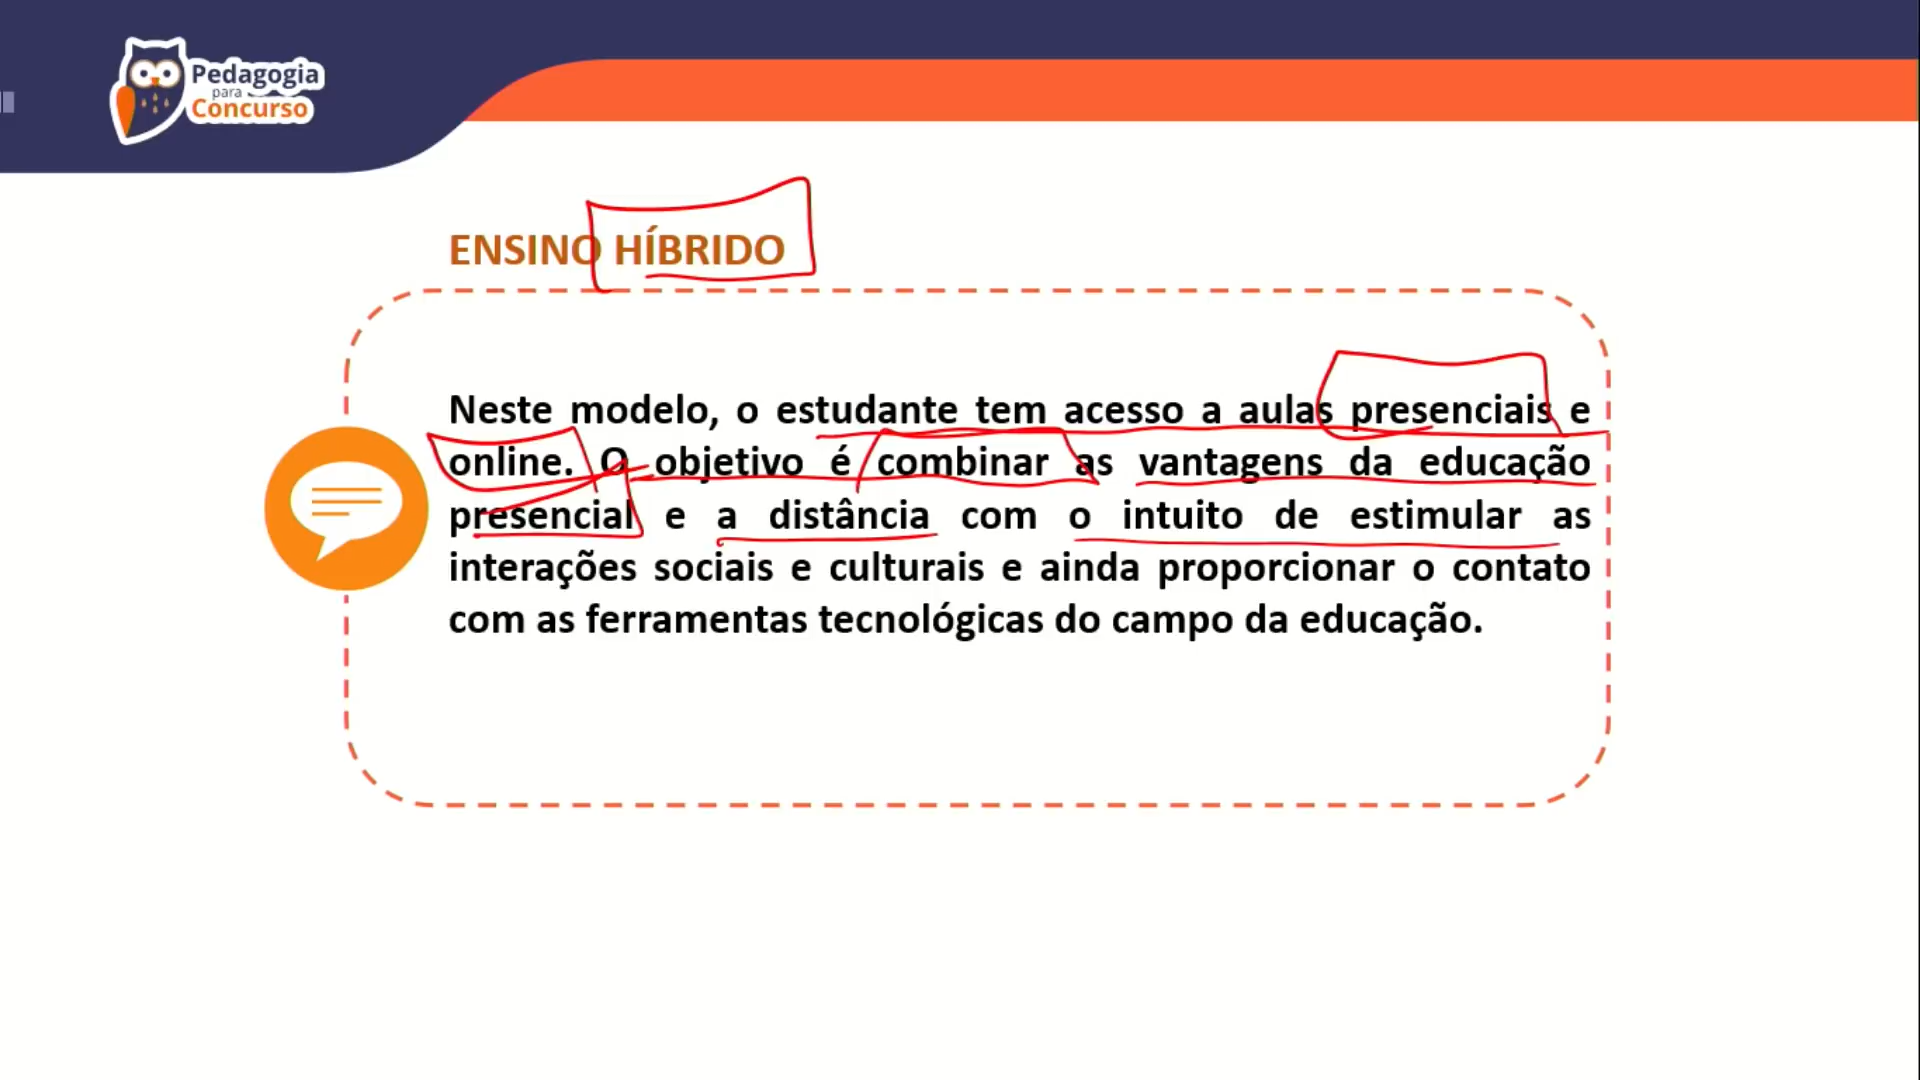 Pedagogia
para
Concurso
ENSINO HÍBRIDO
Neste modelo, o estudante tem acesso a aulas presenciais e
online. O objetivo é combinar as vantagens da educação
presencial e a distância com o intuito de estimular as
interações sociais e culturais e ainda proporcionar o contato
com as ferramentas tecnológicas do campo da educação.